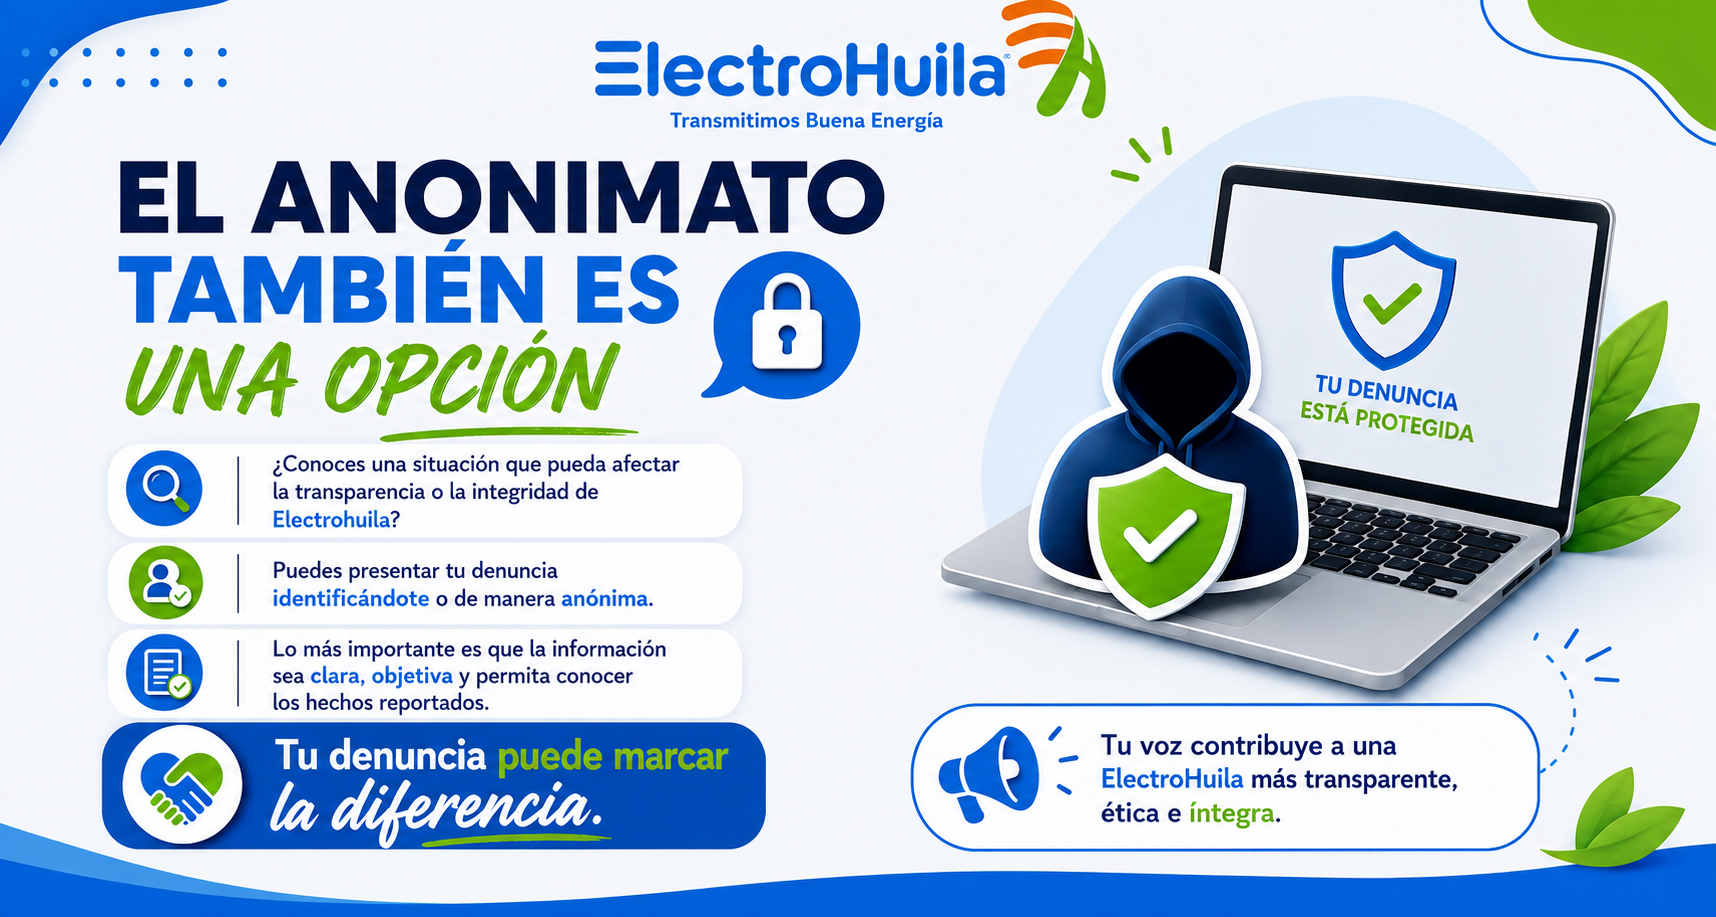 ElectroHuila®
Transmitimos Buena Energía
EL ANONIMATO
TAMBIÉN ES
UNA OPCIÓN
¿Conoces una situación que pueda afectar
la transparencia o la integridad de
Electrohuila?
Puedes presentar tu denuncia
identificándote o de manera anónima.
Lo más importante es que la información
sea clara, objetiva y permita conocer
los hechos reportados.
Tu denuncia puede marcar
la diferencia.
TU DENUNCIA
ESTÁ PROTEGIDA
Tu voz contribuye a una
ElectroHuila más transparente,
ética e íntegra.